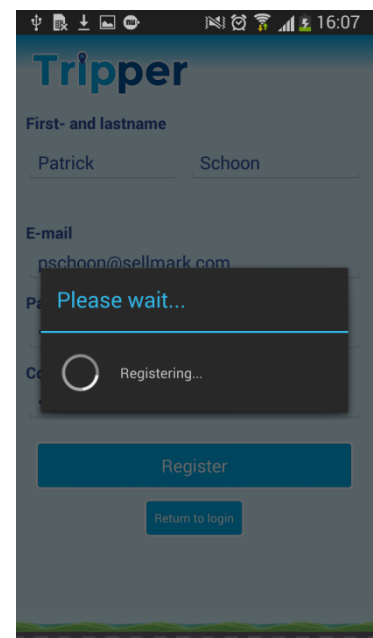 16:07
Tripper
First- and lastname
Patrick Schoon
E-mail
pschoon@sellmark.com
Please wait...
Registering...
Register
Return to login